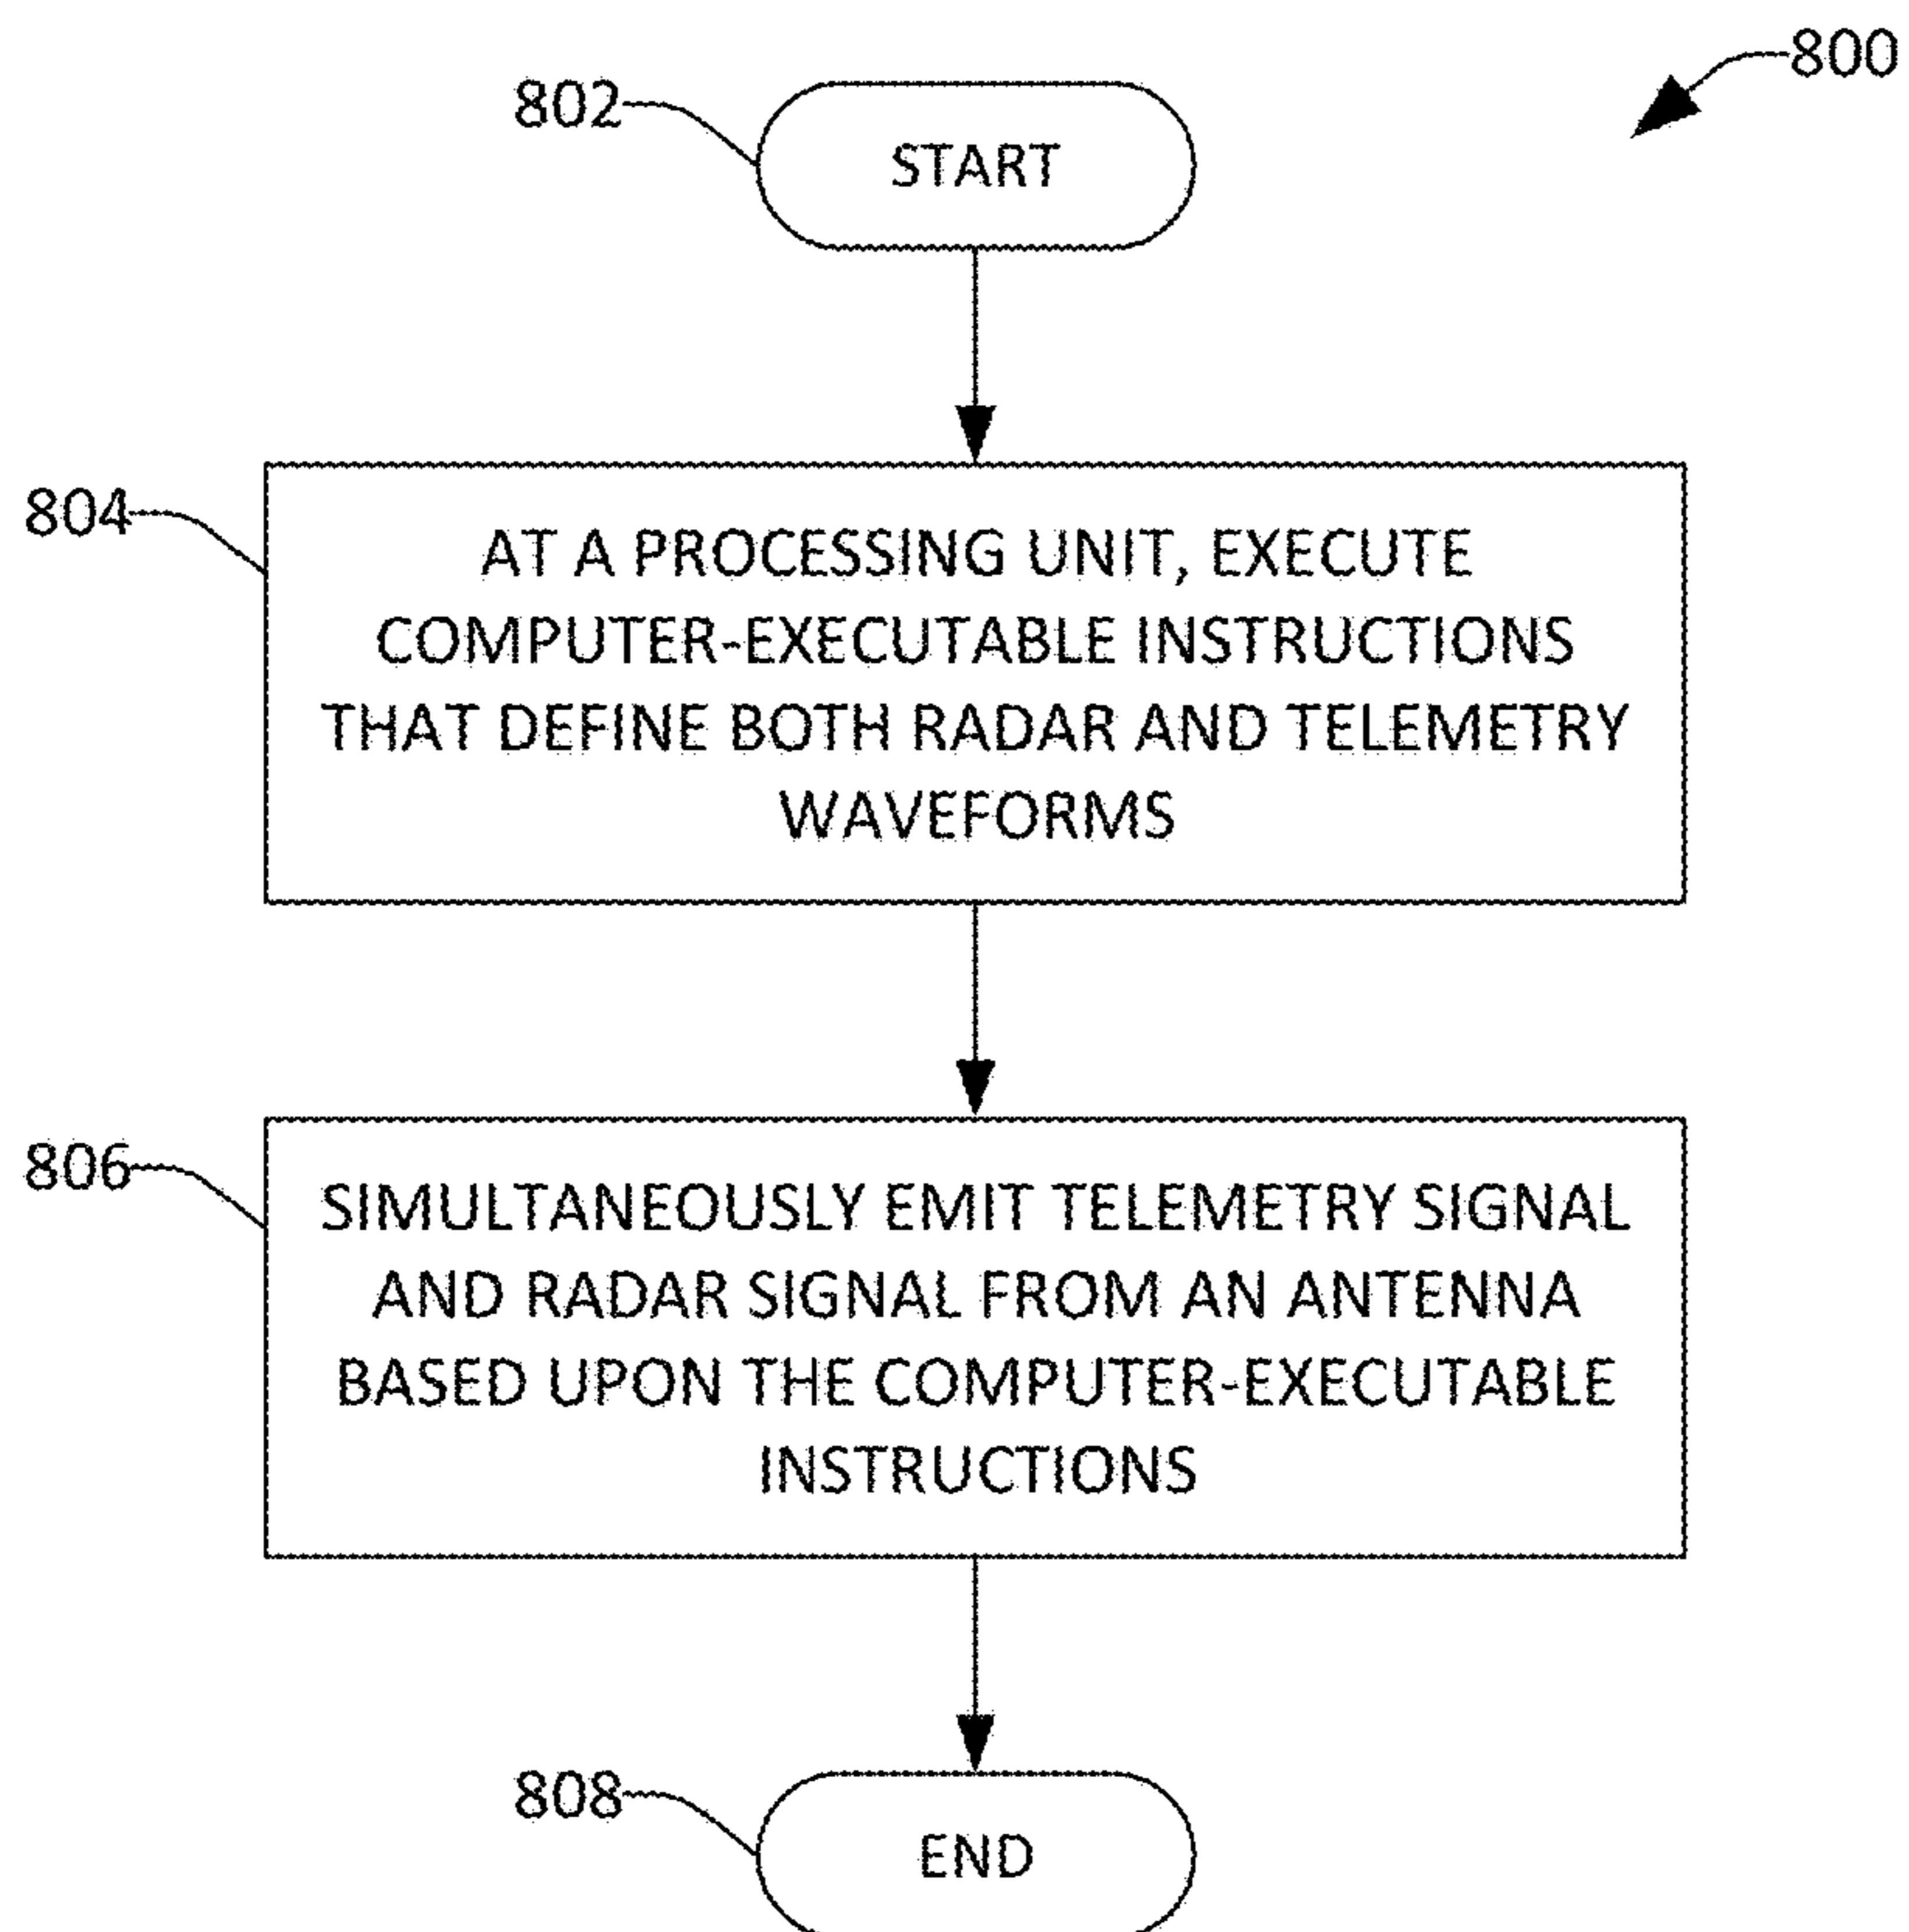 800
802
START
804
AT A PROCESSING UNIT, EXECUTE
COMPUTER-EXECUTABLE INSTRUCTIONS
THAT DEFINE BOTH RADAR AND TELEMETRY
WAVEFORMS
806
SIMULTANEOUSLY EMIT TELEMETRY SIGNAL
AND RADAR SIGNAL FROM AN ANTENNA
BASED UPON THE COMPUTER-EXECUTABLE
INSTRUCTIONS
808
END